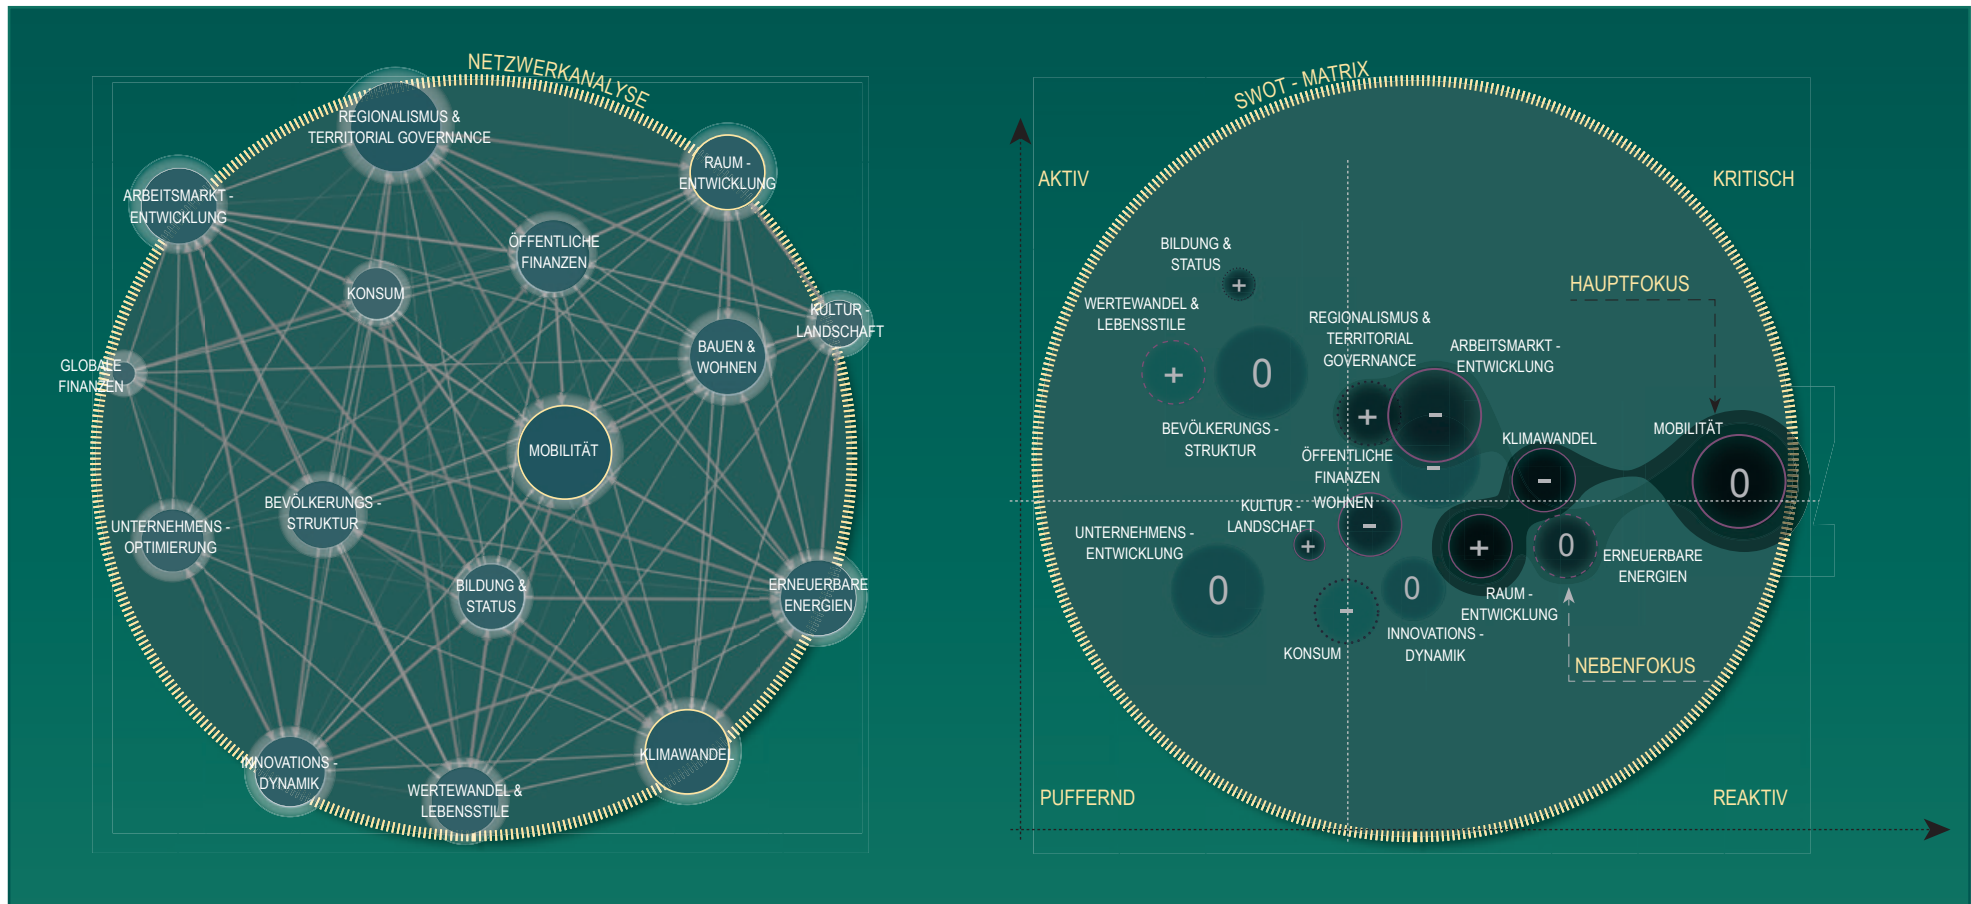 NETZWERKANALYSE
REGIONALISMUS &
TERRITORIAL GOVERNANCE
RAUM -
ENTWICKLUNG
ARBEITSMARKT -
ENTWICKLUNG
ÖFFENTLICHE
FINANZEN
KONSUM
KULTUR -
LANDSCHAFT
BAUEN &
WOHNEN
GLOBALE
FINANZEN
MOBILITÄT
BEVÖLKERUNGS -
STRUKTUR
UNTERNEHMENS -
OPTIMIERUNG
BILDUNG &
STATUS
ERNEUERBARE
ENERGIEN
KLIMAWANDEL
INNOVATIONS -
DYNAMIK
WERTEWANDEL &
LEBENSSTILE
SWOT - MATRIX
AKTIV
KRITISCH
BILDUNG &
STATUS
+
HAUPTFOKUS
WERTEWANDEL &
LEBENSSTILE
+
0
BEVÖLKERUNGS -
STRUKTUR
REGIONALISMUS &
TERRITORIAL
GOVERNANCE
+
ARBEITSMARKT -
ENTWICKLUNG
-
ÖFFENTLICHE
FINANZEN
-
KLIMAWANDEL
-
MOBILITÄT
0
WOHNEN
-
KULTUR -
LANDSCHAFT
+
UNTERNEHMENS -
ENTWICKLUNG
0
+
RAUM -
ENTWICKLUNG
0
ERNEUERBARE
ENERGIEN
0
INNOVATIONS -
DYNAMIK
-
KONSUM
NEBENFOKUS
PUFFERND
REAKTIV